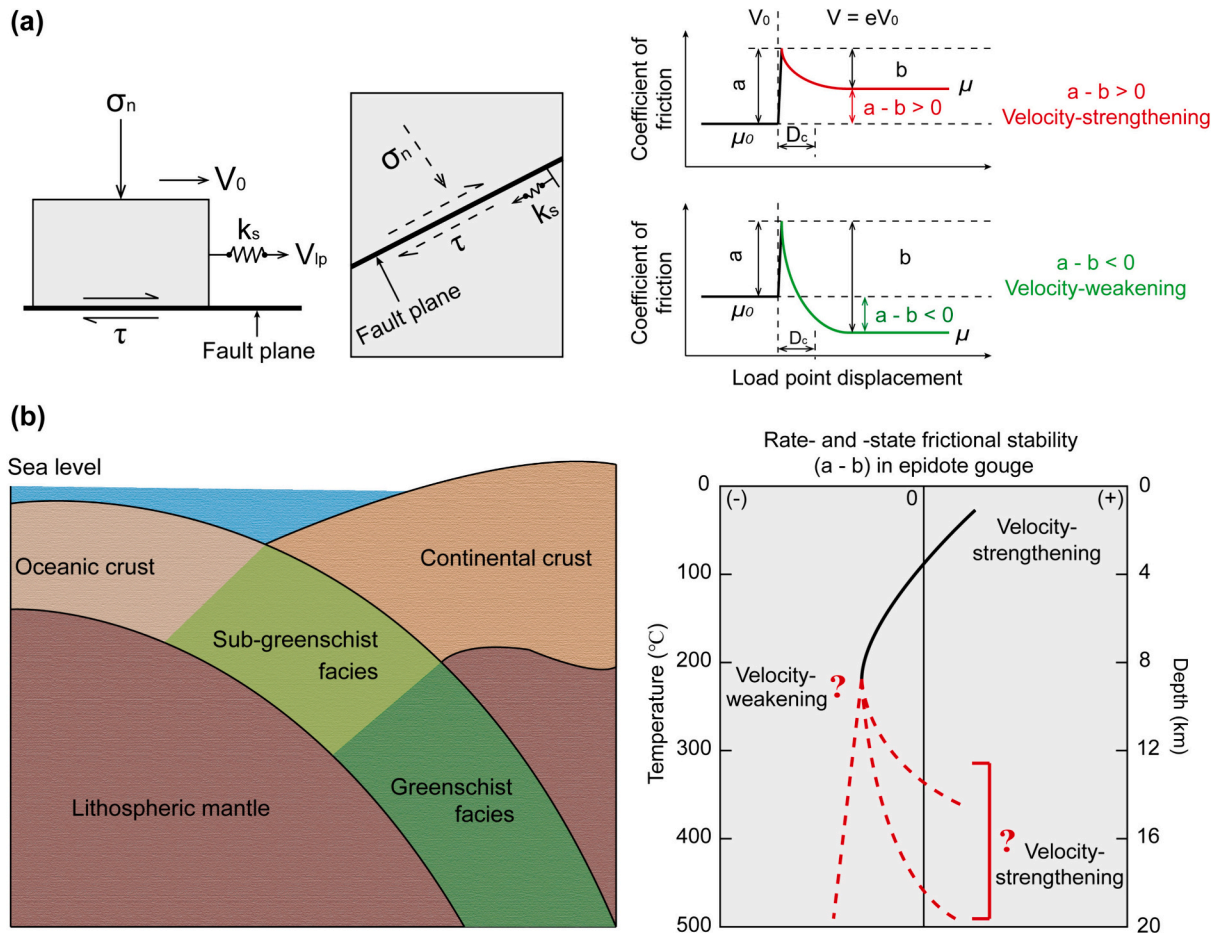 (a)
σn
V0
ks
Vlp
τ
Fault plane
σn
τ
ks
Fault plane
V0
V = eV0
Coefficient of
friction
a
b
μ
a - b > 0
μ0
Dc
a - b > 0
Velocity-strengthening
Coefficient of
friction
a
b
μ0
a - b < 0
μ
Dc
a - b < 0
Velocity-weakening
Load point displacement
(b)
Sea level
Oceanic crust
Continental crust
Sub-greenschist
facies
Greenschist
facies
Lithospheric mantle
Rate- and -state frictional stability
(a - b) in epidote gouge
(-)
0
(+)
0
100
200
300
400
500
Temperature (℃)
0
4
8
12
16
20
Depth (km)
Velocity-
strengthening
Velocity-
weakening
?
?
Velocity-
strengthening